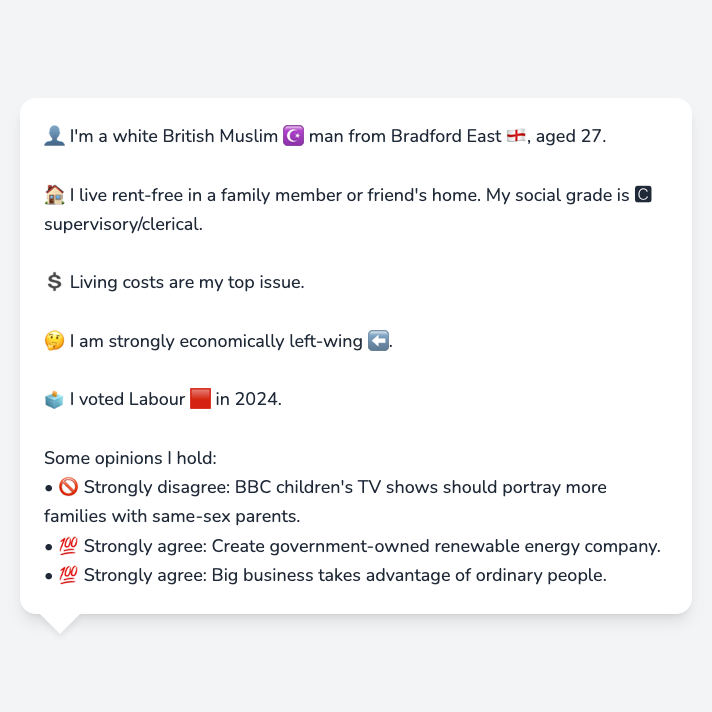 👤 I'm a white British Muslim ☪️ man from Bradford East 🏴󠁧󠁢󠁥󠁮󠁧󠁿, aged 27.
🏠 I live rent-free in a family member or friend's home. My social grade is 🅲
supervisory/clerical.
💲 Living costs are my top issue.
🤔 I am strongly economically left-wing ⬅️.
🗳️ I voted Labour 🟥 in 2024.
Some opinions I hold:
• 🚫 Strongly disagree: BBC children's TV shows should portray more
families with same-sex parents.
• 💯 Strongly agree: Create government-owned renewable energy company.
• 💯 Strongly agree: Big business takes advantage of ordinary people.